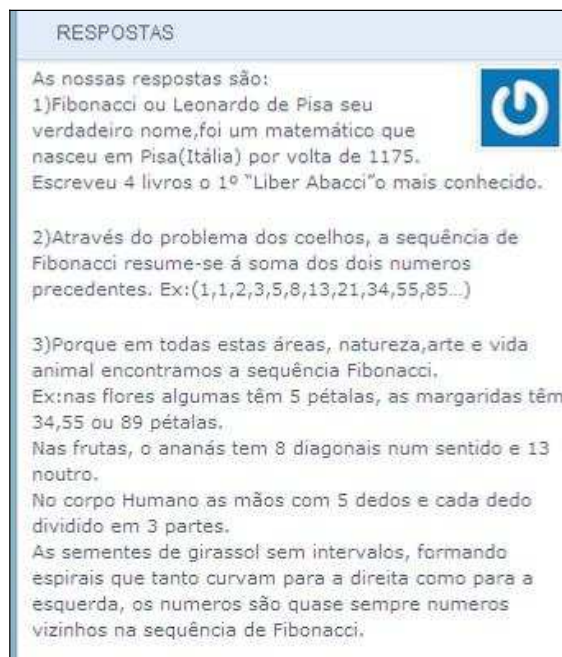 RESPOSTAS
As nossas respostas são:
1)Fibonacci ou Leonardo de Pisa seu
verdadeiro nome,foi um matemático que
nasceu em Pisa(Itália) por volta de 1175.
Escreveu 4 livros o 1º "Liber Abacci"o mais conhecido.
2)Através do problema dos coelhos, a sequência de
Fibonacci resume-se á soma dos dois numeros
precedentes. Ex:(1,1,2,3,5,8,13,21,34,55,85...)
3)Porque em todas estas áreas, natureza,arte e vida
animal encontramos a sequência Fibonacci.
Ex:nas flores algumas têm 5 pétalas, as margaridas têm
34,55 ou 89 pétalas.
Nas frutas, o ananás tem 8 diagonais num sentido e 13
noutro.
No corpo Humano as mãos com 5 dedos e cada dedo
dividido em 3 partes.
As sementes de girassol sem intervalos, formando
espirais que tanto curvam para a direita como para a
esquerda, os numeros são quase sempre numeros
vizinhos na sequência de Fibonacci.